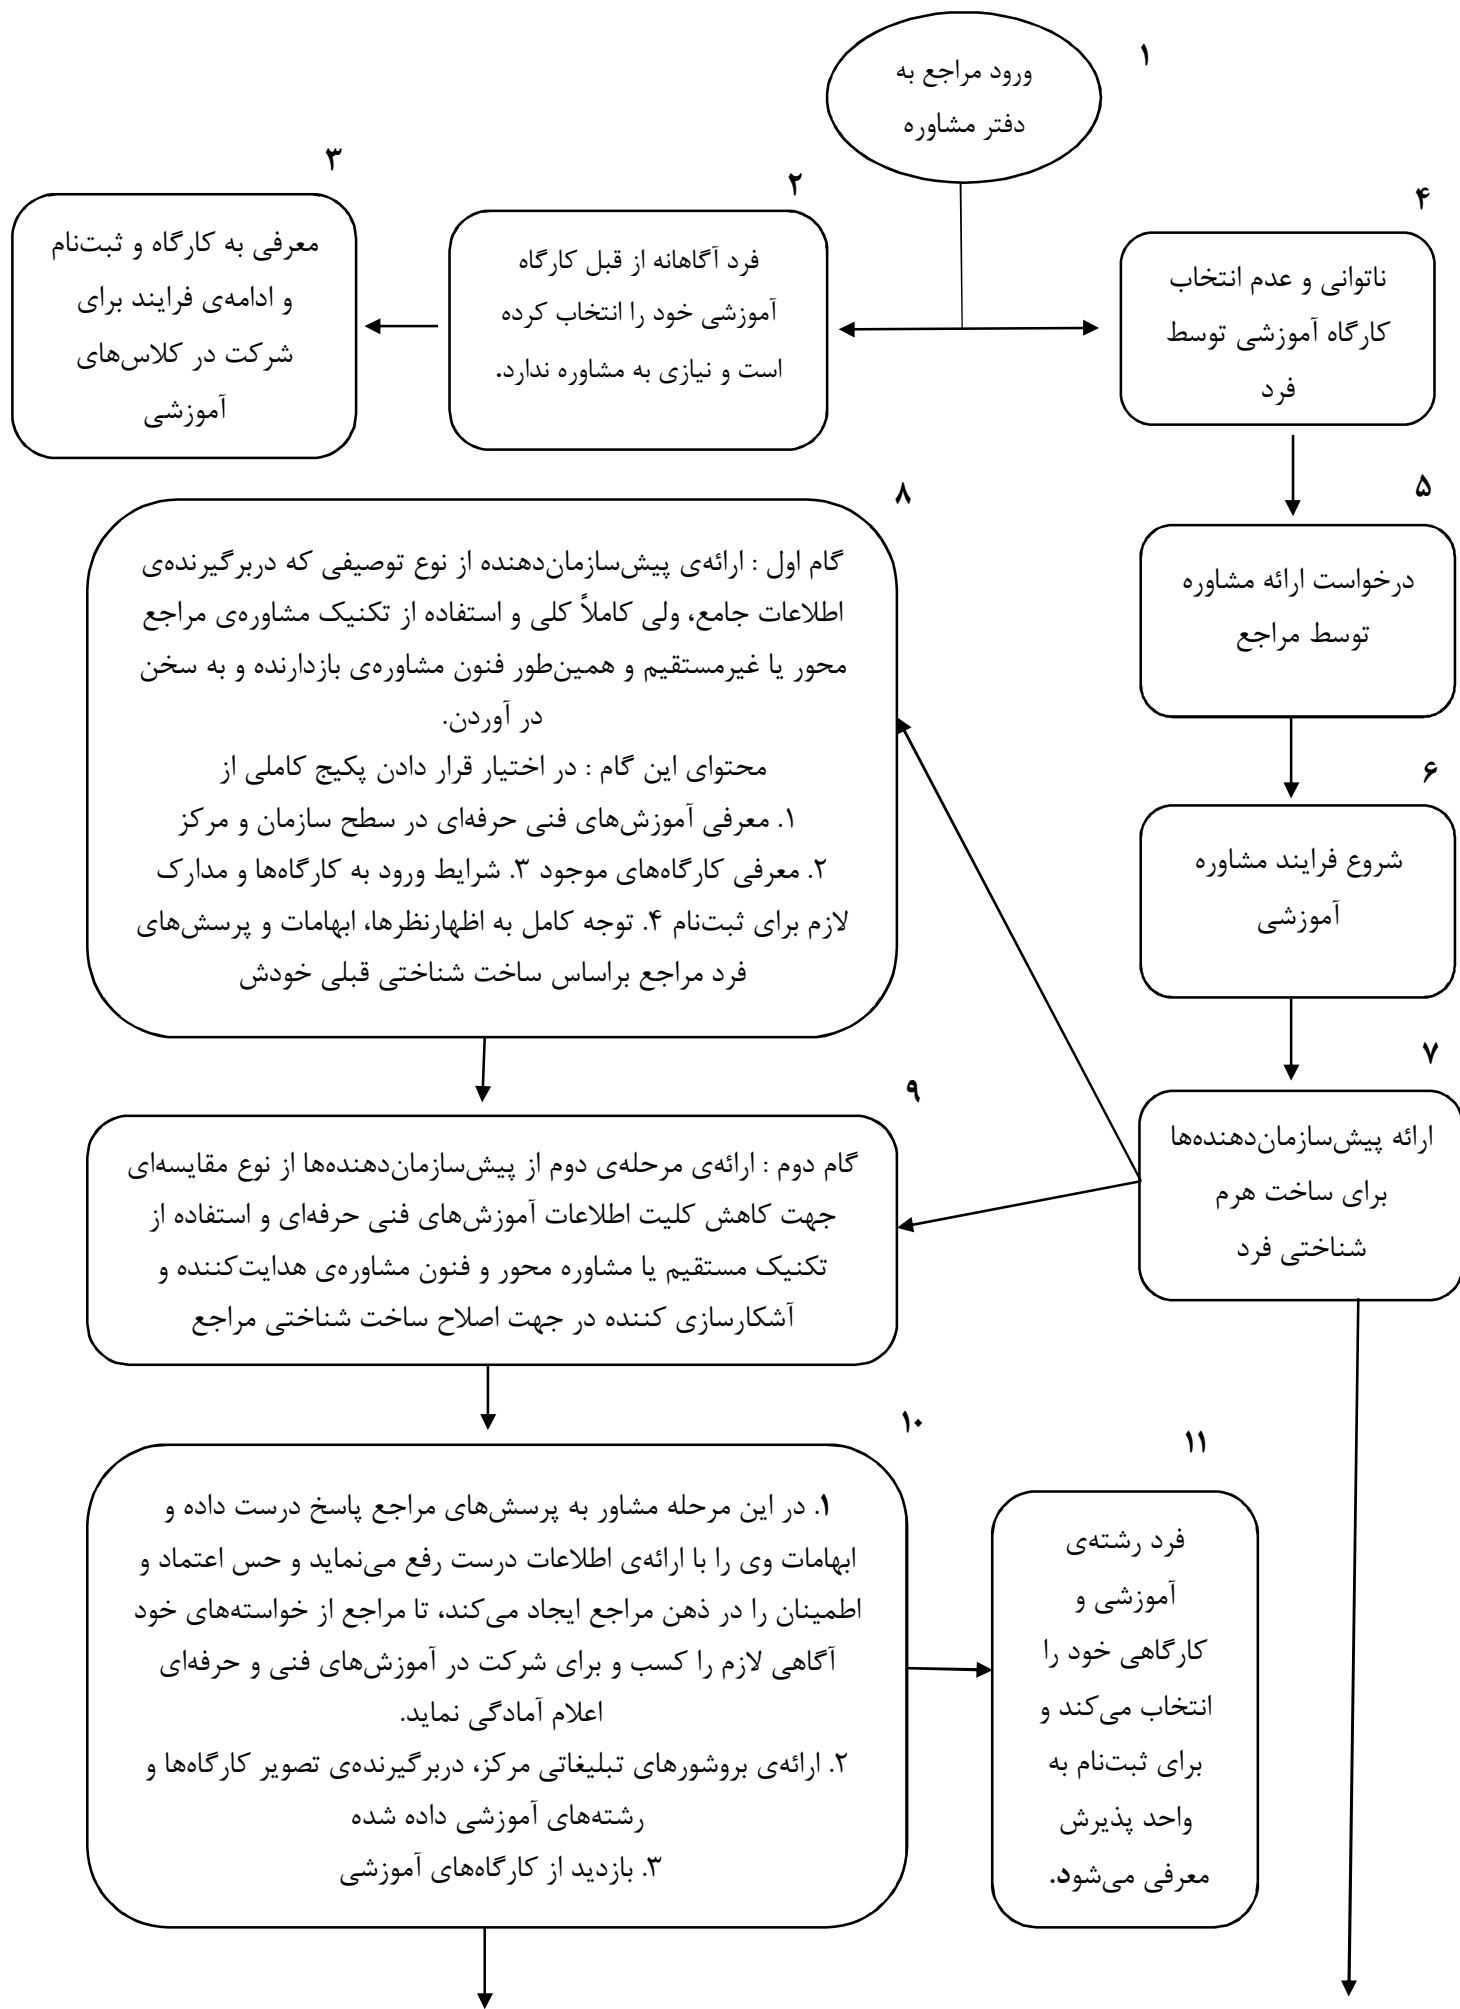 ۱
ورود مراجع به
دفتر مشاوره
۲
فرد آگاهانه از قبل کارگاه
آموزشی خود را انتخاب کرده
است و نیازی به مشاوره ندارد.
۳
معرفی به کارگاه و ثبت‌نام
و ادامه‌ی فرایند برای
شرکت در کلاس‌های
آموزشی
۴
ناتوانی و عدم انتخاب
کارگاه آموزشی توسط
فرد
۵
درخواست ارائه مشاوره
توسط مراجع
۶
شروع فرایند مشاوره
آموزشی
۷
ارائه پیش‌سازمان‌دهنده‌ها
برای ساخت هرم
شناختی فرد
۸
گام اول : ارائه‌ی پیش‌سازمان‌دهنده از نوع توصیفی که دربرگیرنده‌ی
اطلاعات جامع، ولی کاملاً کلی و استفاده از تکنیک مشاوره‌ی مراجع
محور یا غیرمستقیم و همین‌طور فنون مشاوره‌ی بازدارنده و به سخن
در آوردن.
محتوای این گام : در اختیار قرار دادن پکیج کاملی از
۱. معرفی آموزش‌های فنی حرفه‌ای در سطح سازمان و مرکز
۲. معرفی کارگاه‌های موجود ۳. شرایط ورود به کارگاه‌ها و مدارک
لازم برای ثبت‌نام ۴. توجه کامل به اظهارنظرها، ابهامات و پرسش‌های
فرد مراجع براساس ساخت شناختی قبلی خودش
۹
گام دوم : ارائه‌ی مرحله‌ی دوم از پیش‌سازمان‌دهنده‌ها از نوع مقایسه‌ای
جهت کاهش کلیت اطلاعات آموزش‌های فنی حرفه‌ای و استفاده از
تکنیک مستقیم یا مشاوره محور و فنون مشاوره‌ی هدایت‌کننده و
آشکارسازی کننده در جهت اصلاح ساخت شناختی مراجع
۱۰
۱. در این مرحله مشاور به پرسش‌های مراجع پاسخ درست داده و
ابهامات وی را با ارائه‌ی اطلاعات درست رفع می‌نماید و حس اعتماد و
اطمینان را در ذهن مراجع ایجاد می‌کند، تا مراجع از خواسته‌های خود
آگاهی لازم را کسب و برای شرکت در آموزش‌های فنی و حرفه‌ای
اعلام آمادگی نماید.
۲. ارائه‌ی بروشورهای تبلیغاتی مرکز، دربرگیرنده‌ی تصویر کارگاه‌ها و
رشته‌های آموزشی داده شده
۳. بازدید از کارگاه‌های آموزشی
۱۱
فرد رشته‌ی
آموزشی و
کارگاهی خود را
انتخاب می‌کند و
برای ثبت‌نام به
واحد پذیرش
معرفی می‌شود.